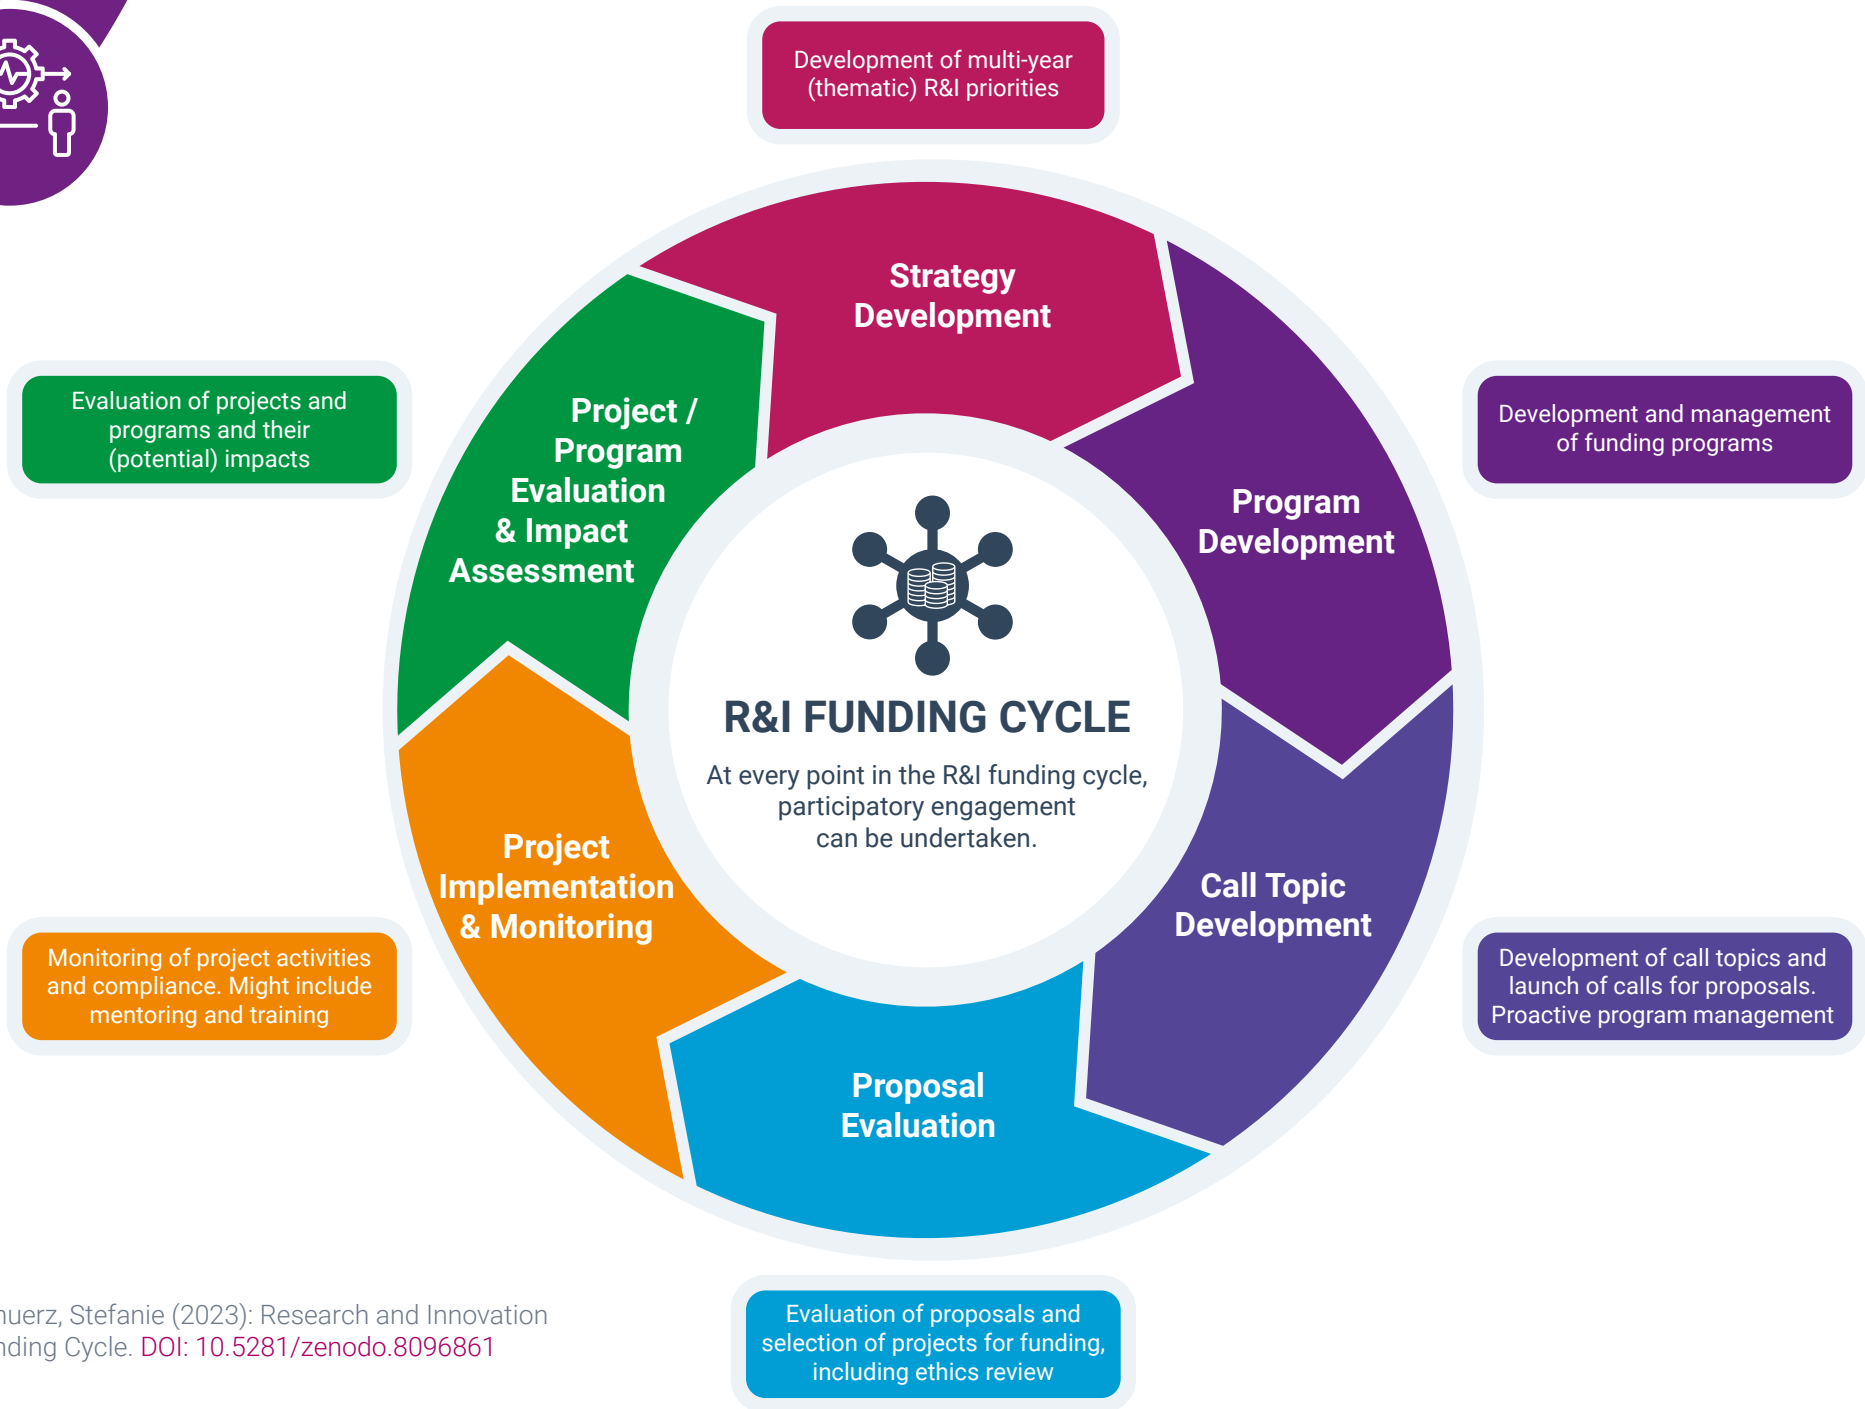 Development of multi-year
(thematic) R&I priorities
Strategy
Development
Program
Development
Development and management
of funding programs
Call Topic
Development
Development of call topics and
launch of calls for proposals.
Proactive program management
Proposal
Evaluation
Evaluation of proposals and
selection of projects for funding,
including ethics review
Project
Implementation
& Monitoring
Monitoring of project activities
and compliance. Might include
mentoring and training
Project /
Program
Evaluation
& Impact
Assessment
Evaluation of projects and
programs and their
(potential) impacts
R&I FUNDING CYCLE
At every point in the R&I funding cycle,
participatory engagement
can be undertaken.
Stefanie (2023): Research and Innovation
Cycle. DOI: 10.5281/zenodo.8096861